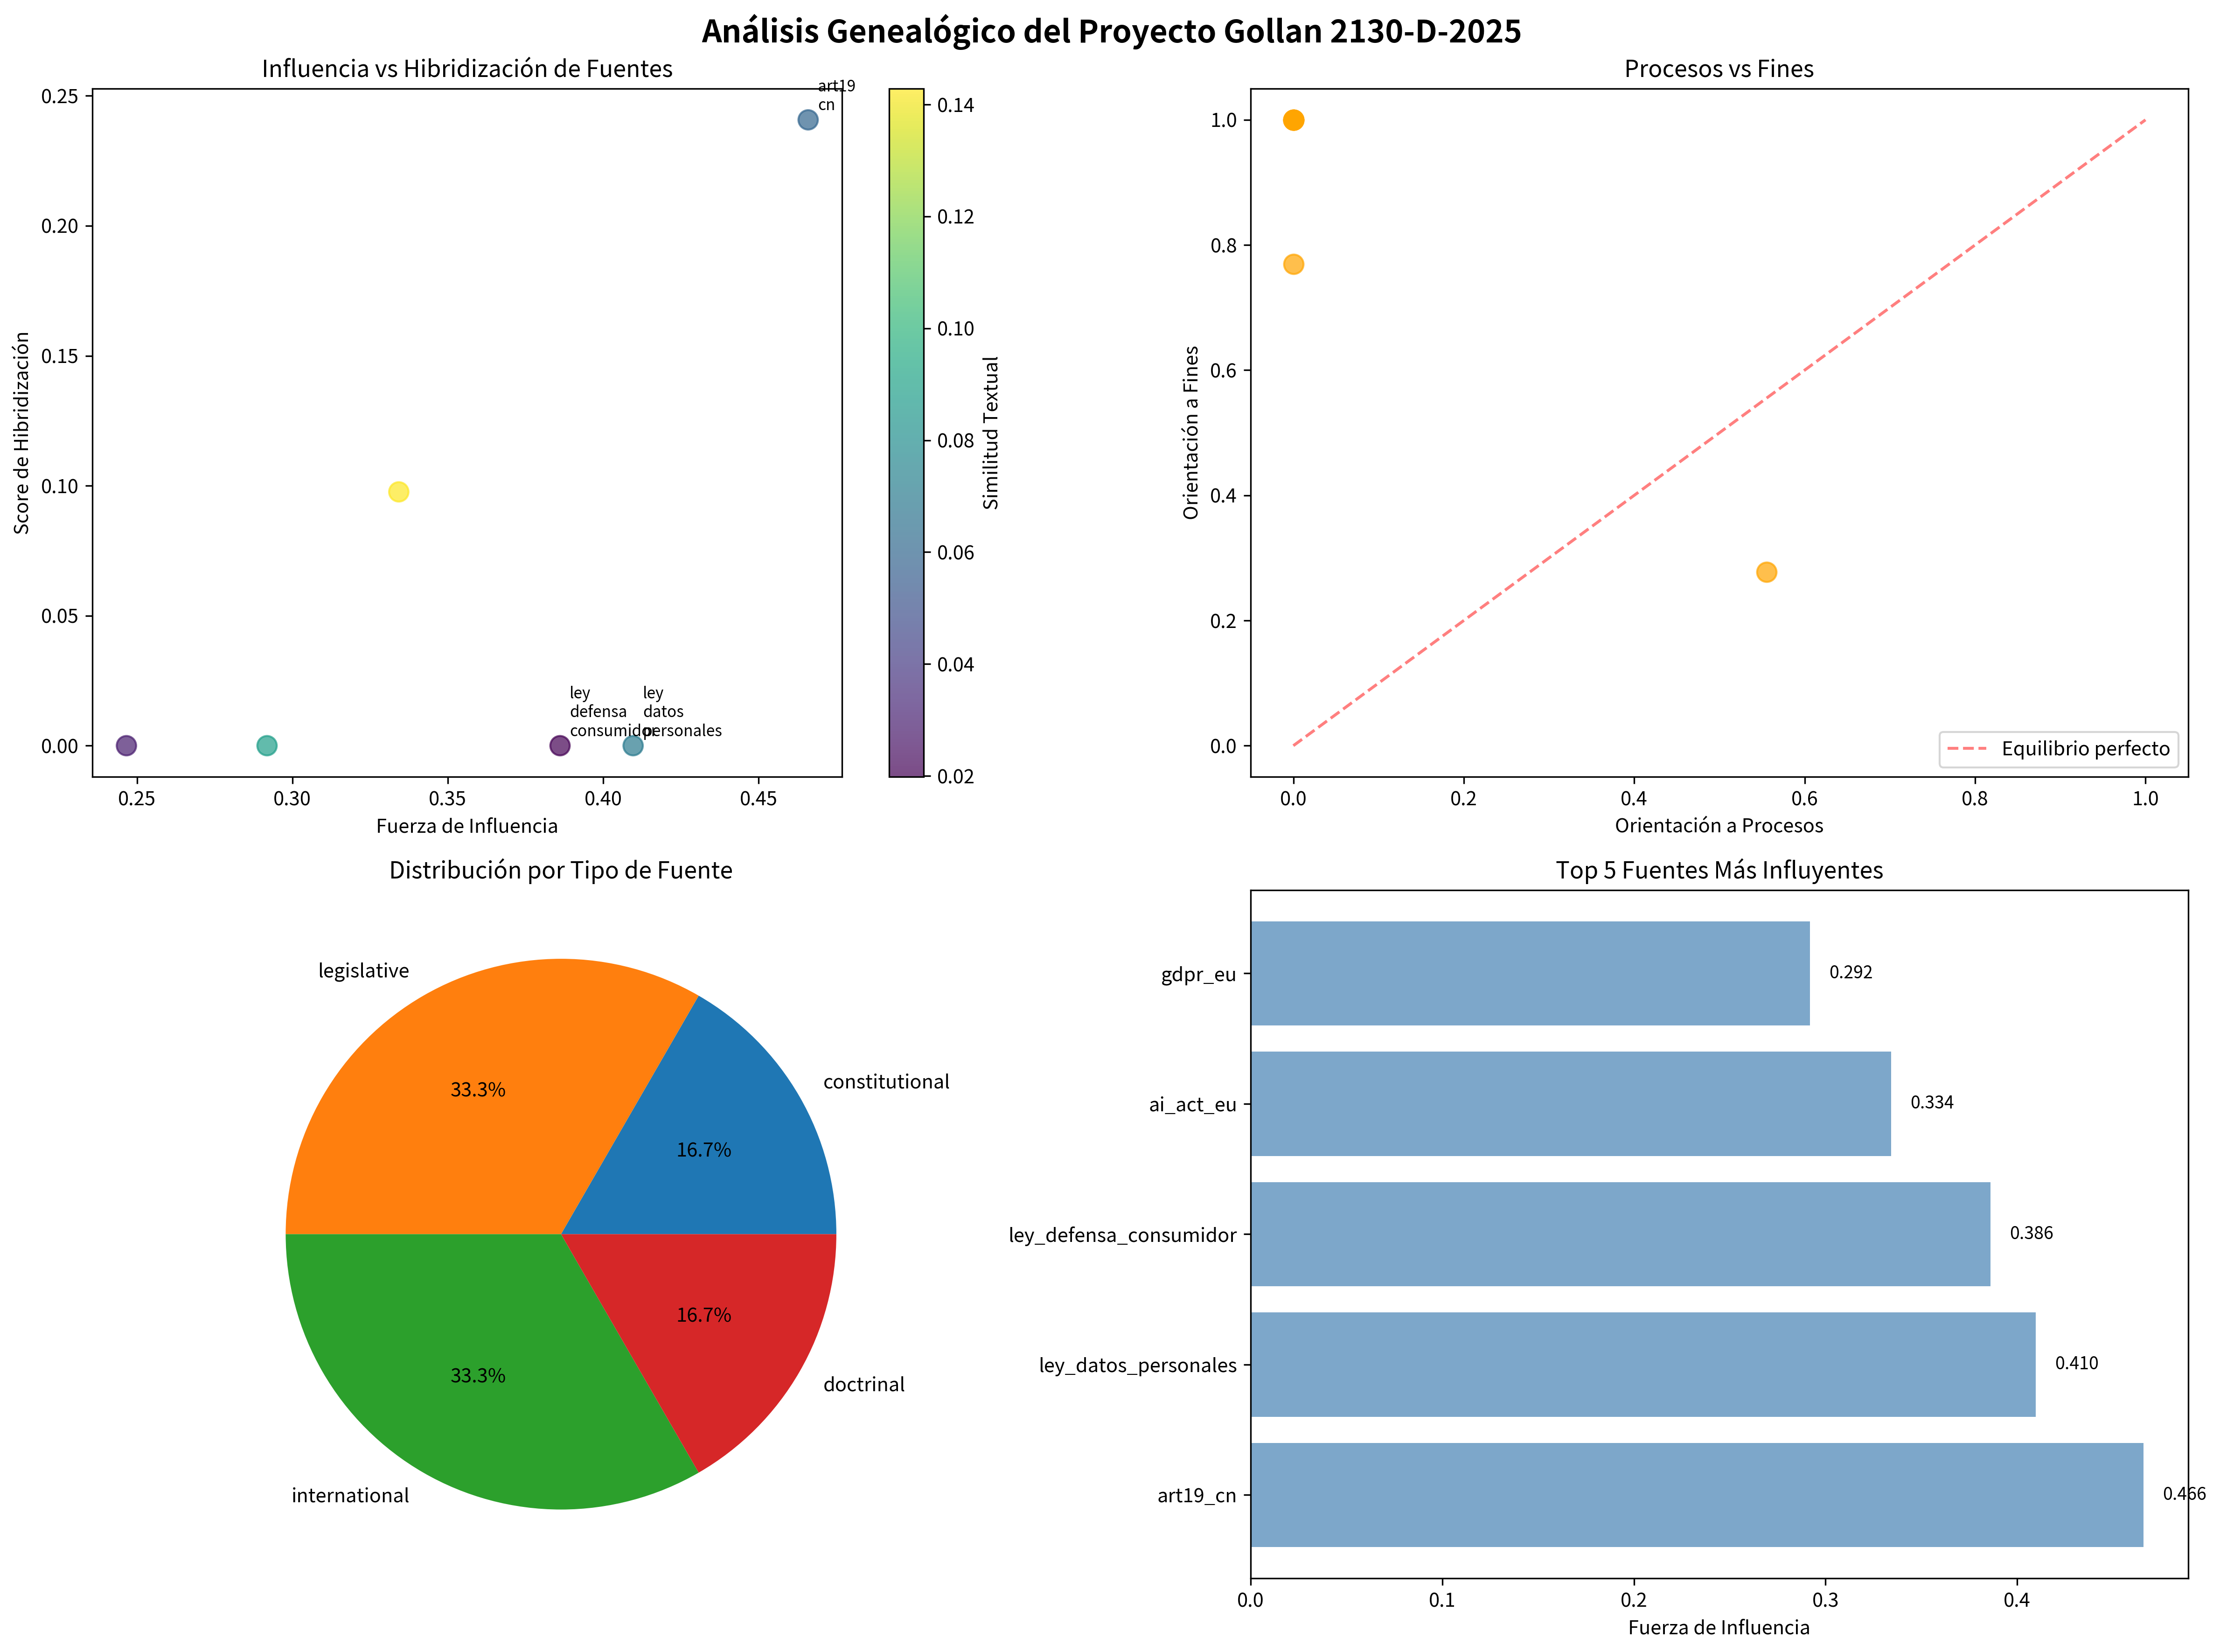 Análisis Genealógico del Proyecto Gollan 2130-D-2025
Influencia vs Hibridización de Fuentes
Score de Hibridización
0.25
0.20
0.15
0.10
0.05
0.00
art19
cn
ley
defensa
consumidor
ley
datos
personales
0.25
0.30
0.35
0.40
0.45
Fuerza de Influencia
0.14
0.12
0.10
0.08
0.06
0.04
0.02
Similitud Textual
Procesos vs Fines
Orientación a Fines
1.0
0.8
0.6
0.4
0.2
0.0
Equilibrio perfecto
0.0
0.2
0.4
0.6
0.8
1.0
Orientación a Procesos
Distribución por Tipo de Fuente
legislative
33.3%
constitutional
16.7%
16.7%
doctrinal
33.3%
international
Top 5 Fuentes Más Influyentes
gdpr_eu
0.292
ai_act_eu
0.334
ley_defensa_consumidor
0.386
ley_datos_personales
0.410
art19_cn
0.466
0.0
0.1
0.2
0.3
0.4
Fuerza de Influencia